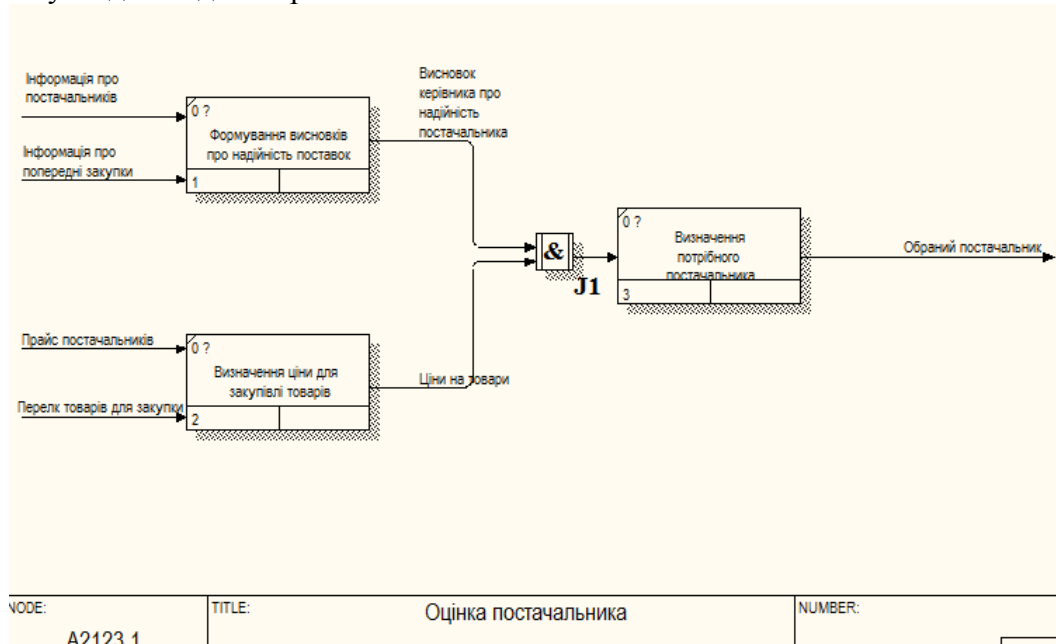 Інформація про
постачальників
0 ?
Формування висновків
про надійність поставок
Інформація про
попередні закупки
1
Висновок
керівника про
надійність
постачальника
&
J1
0 ?
Визначення
потрібного
постачальника
3
Обраний постачальник
Прайс постачальників
0 ?
Визначення ціни для
закупівлі товарів
Перелк товарів для закупки
2
Ціни на товари
NODE:
A2123.1
TITLE:
Оцінка постачальника
NUMBER: